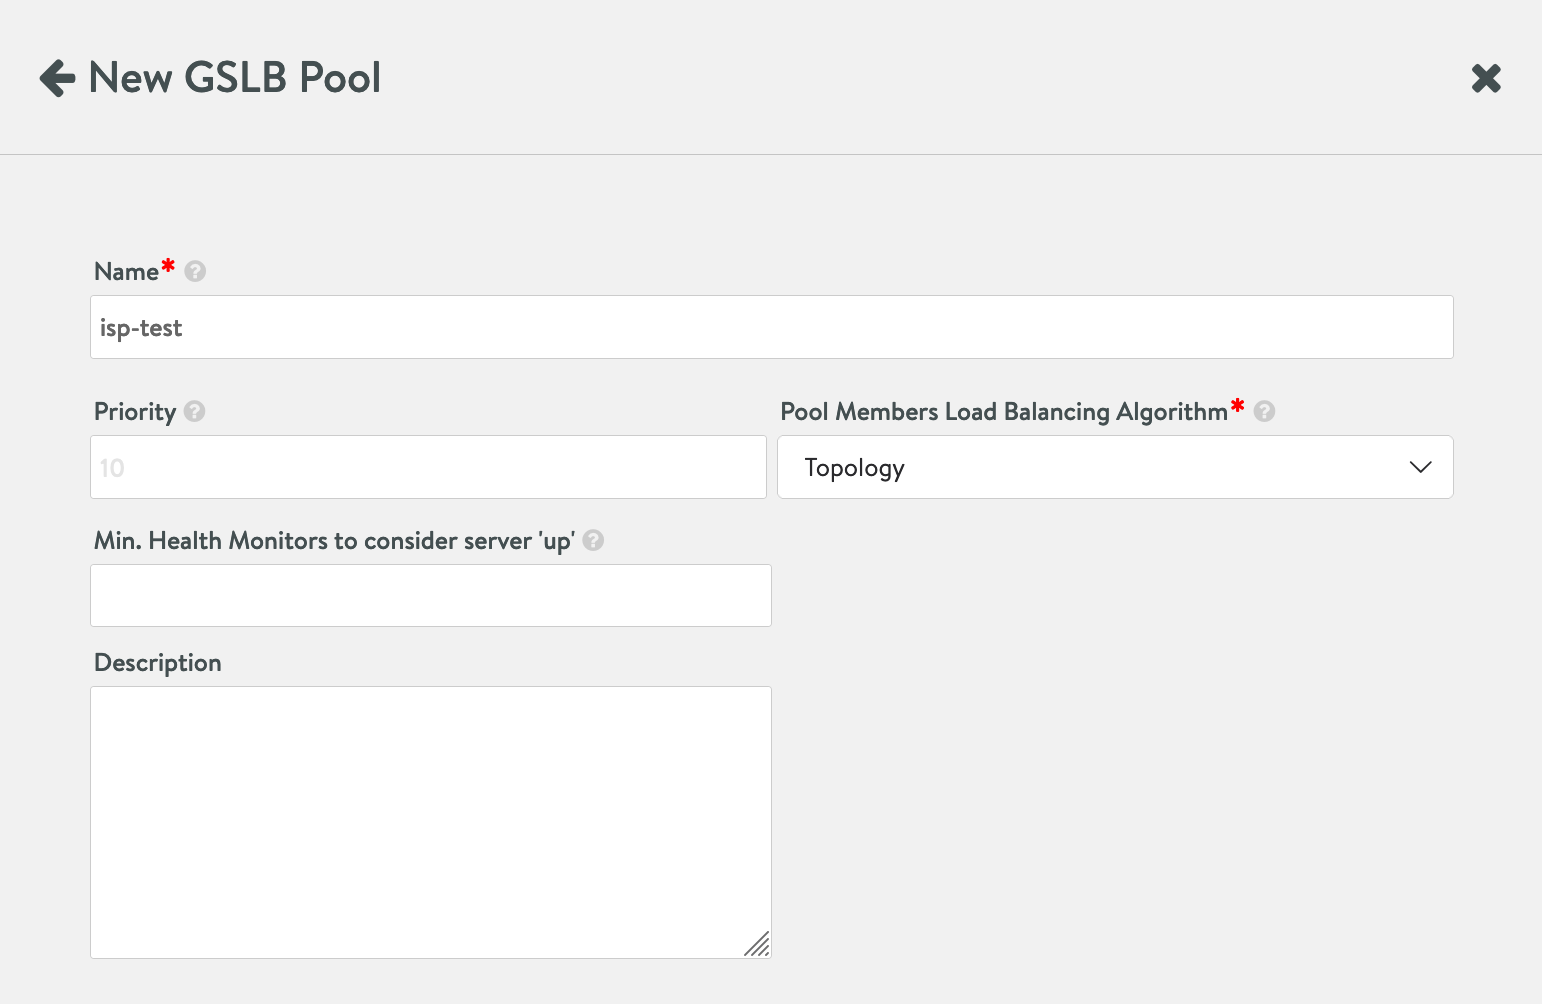 New GSLB Pool
Name* ?
isp-test
Priority ? Pool Members Load Balancing Algorithm* ?
10 Topology
Min. Health Monitors to consider server 'up' ?
Description